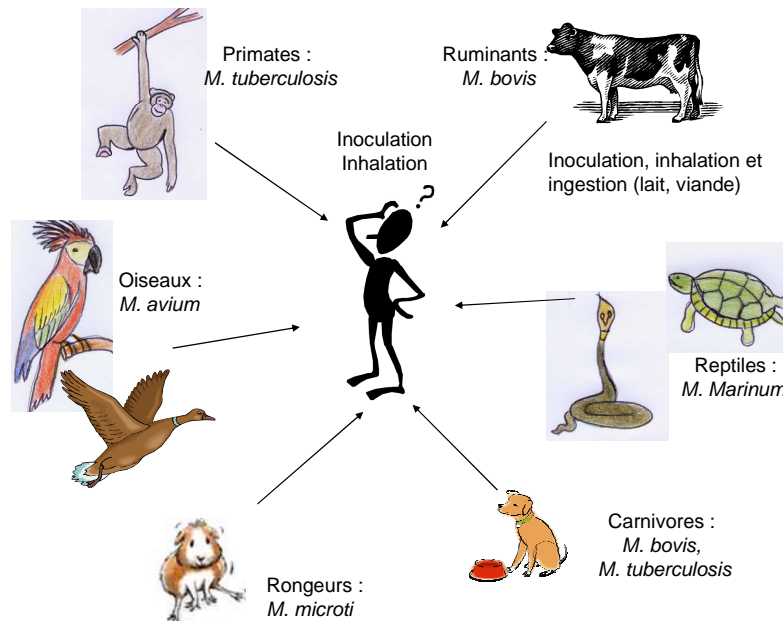 Primates :
M. tuberculosis
Ruminants :
M. bovis
Inoculation
Inhalation
?
Inoculation, inhalation et
ingestion (lait, viande)
Oiseaux :
M. avium
Reptiles :
M. Marinum
Carnivores :
M. bovis,
M. tuberculosis
Rongeurs :
M. microti